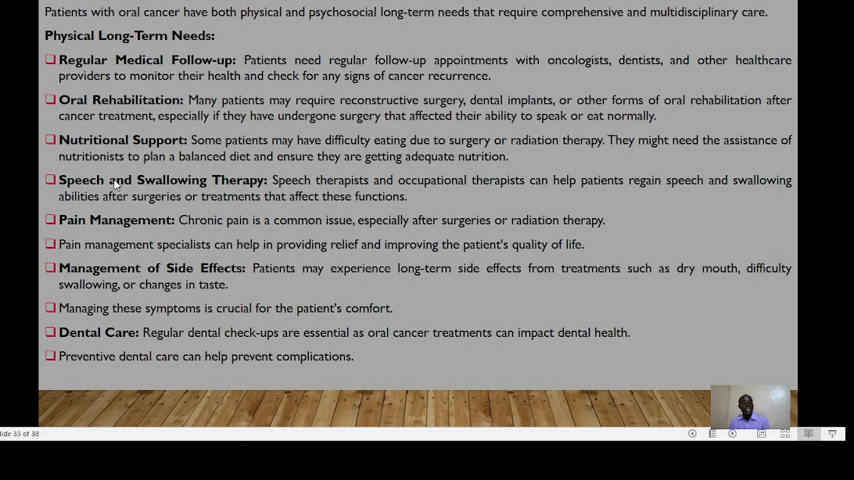 Patients with oral cancer have both physical and psychosocial long-term needs that require comprehensive and multidisciplinary care.
Physical Long-Term Needs:
❑ Regular Medical Follow-up: Patients need regular follow-up appointments with oncologists, dentists, and other healthcare
providers to monitor their health and check for any signs of cancer recurrence.
❑ Oral Rehabilitation: Many patients may require reconstructive surgery, dental implants, or other forms of oral rehabilitation after
cancer treatment, especially if they have undergone surgery that affected their ability to speak or eat normally.
❑ Nutritional Support: Some patients may have difficulty eating due to surgery or radiation therapy. They might need the assistance of
nutritionists to plan a balanced diet and ensure they are getting adequate nutrition.
❑ Speech and Swallowing Therapy: Speech therapists and occupational therapists can help patients regain speech and swallowing
abilities after surgeries or treatments that affect these functions.
❑ Pain Management: Chronic pain is a common issue, especially after surgeries or radiation therapy.
❑ Pain management specialists can help in providing relief and improving the patient's quality of life.
❑ Management of Side Effects: Patients may experience long-term side effects from treatments such as dry mouth, difficulty
swallowing, or changes in taste.
❑ Managing these symptoms is crucial for the patient's comfort.
❑ Dental Care: Regular dental check-ups are essential as oral cancer treatments can impact dental health.
❑ Preventive dental care can help prevent complications.
lide 33 of 38